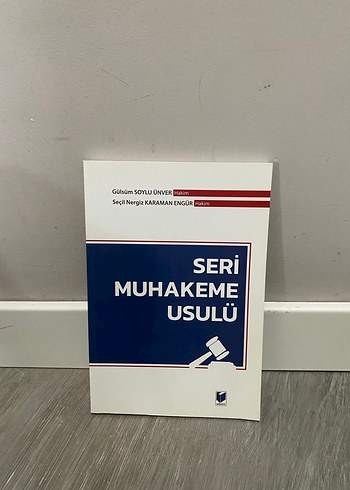 Gülsüm SOYLU ÜNVER Hakim
Seçil Nergiz KARAMAN ENGÜR Hakim
SERİ
MUHAKEME
USULÜ